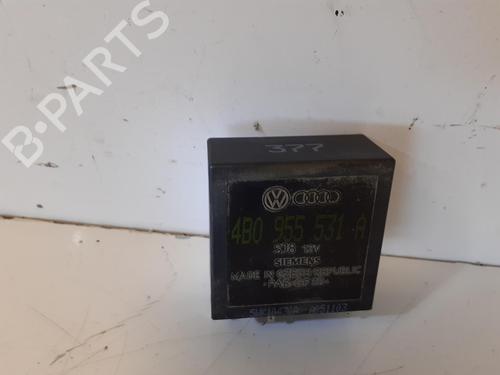 B-PARTS
377
4B0 955 531 A
12V
SIEMENS
MADE IN CZECH REPUBLIC